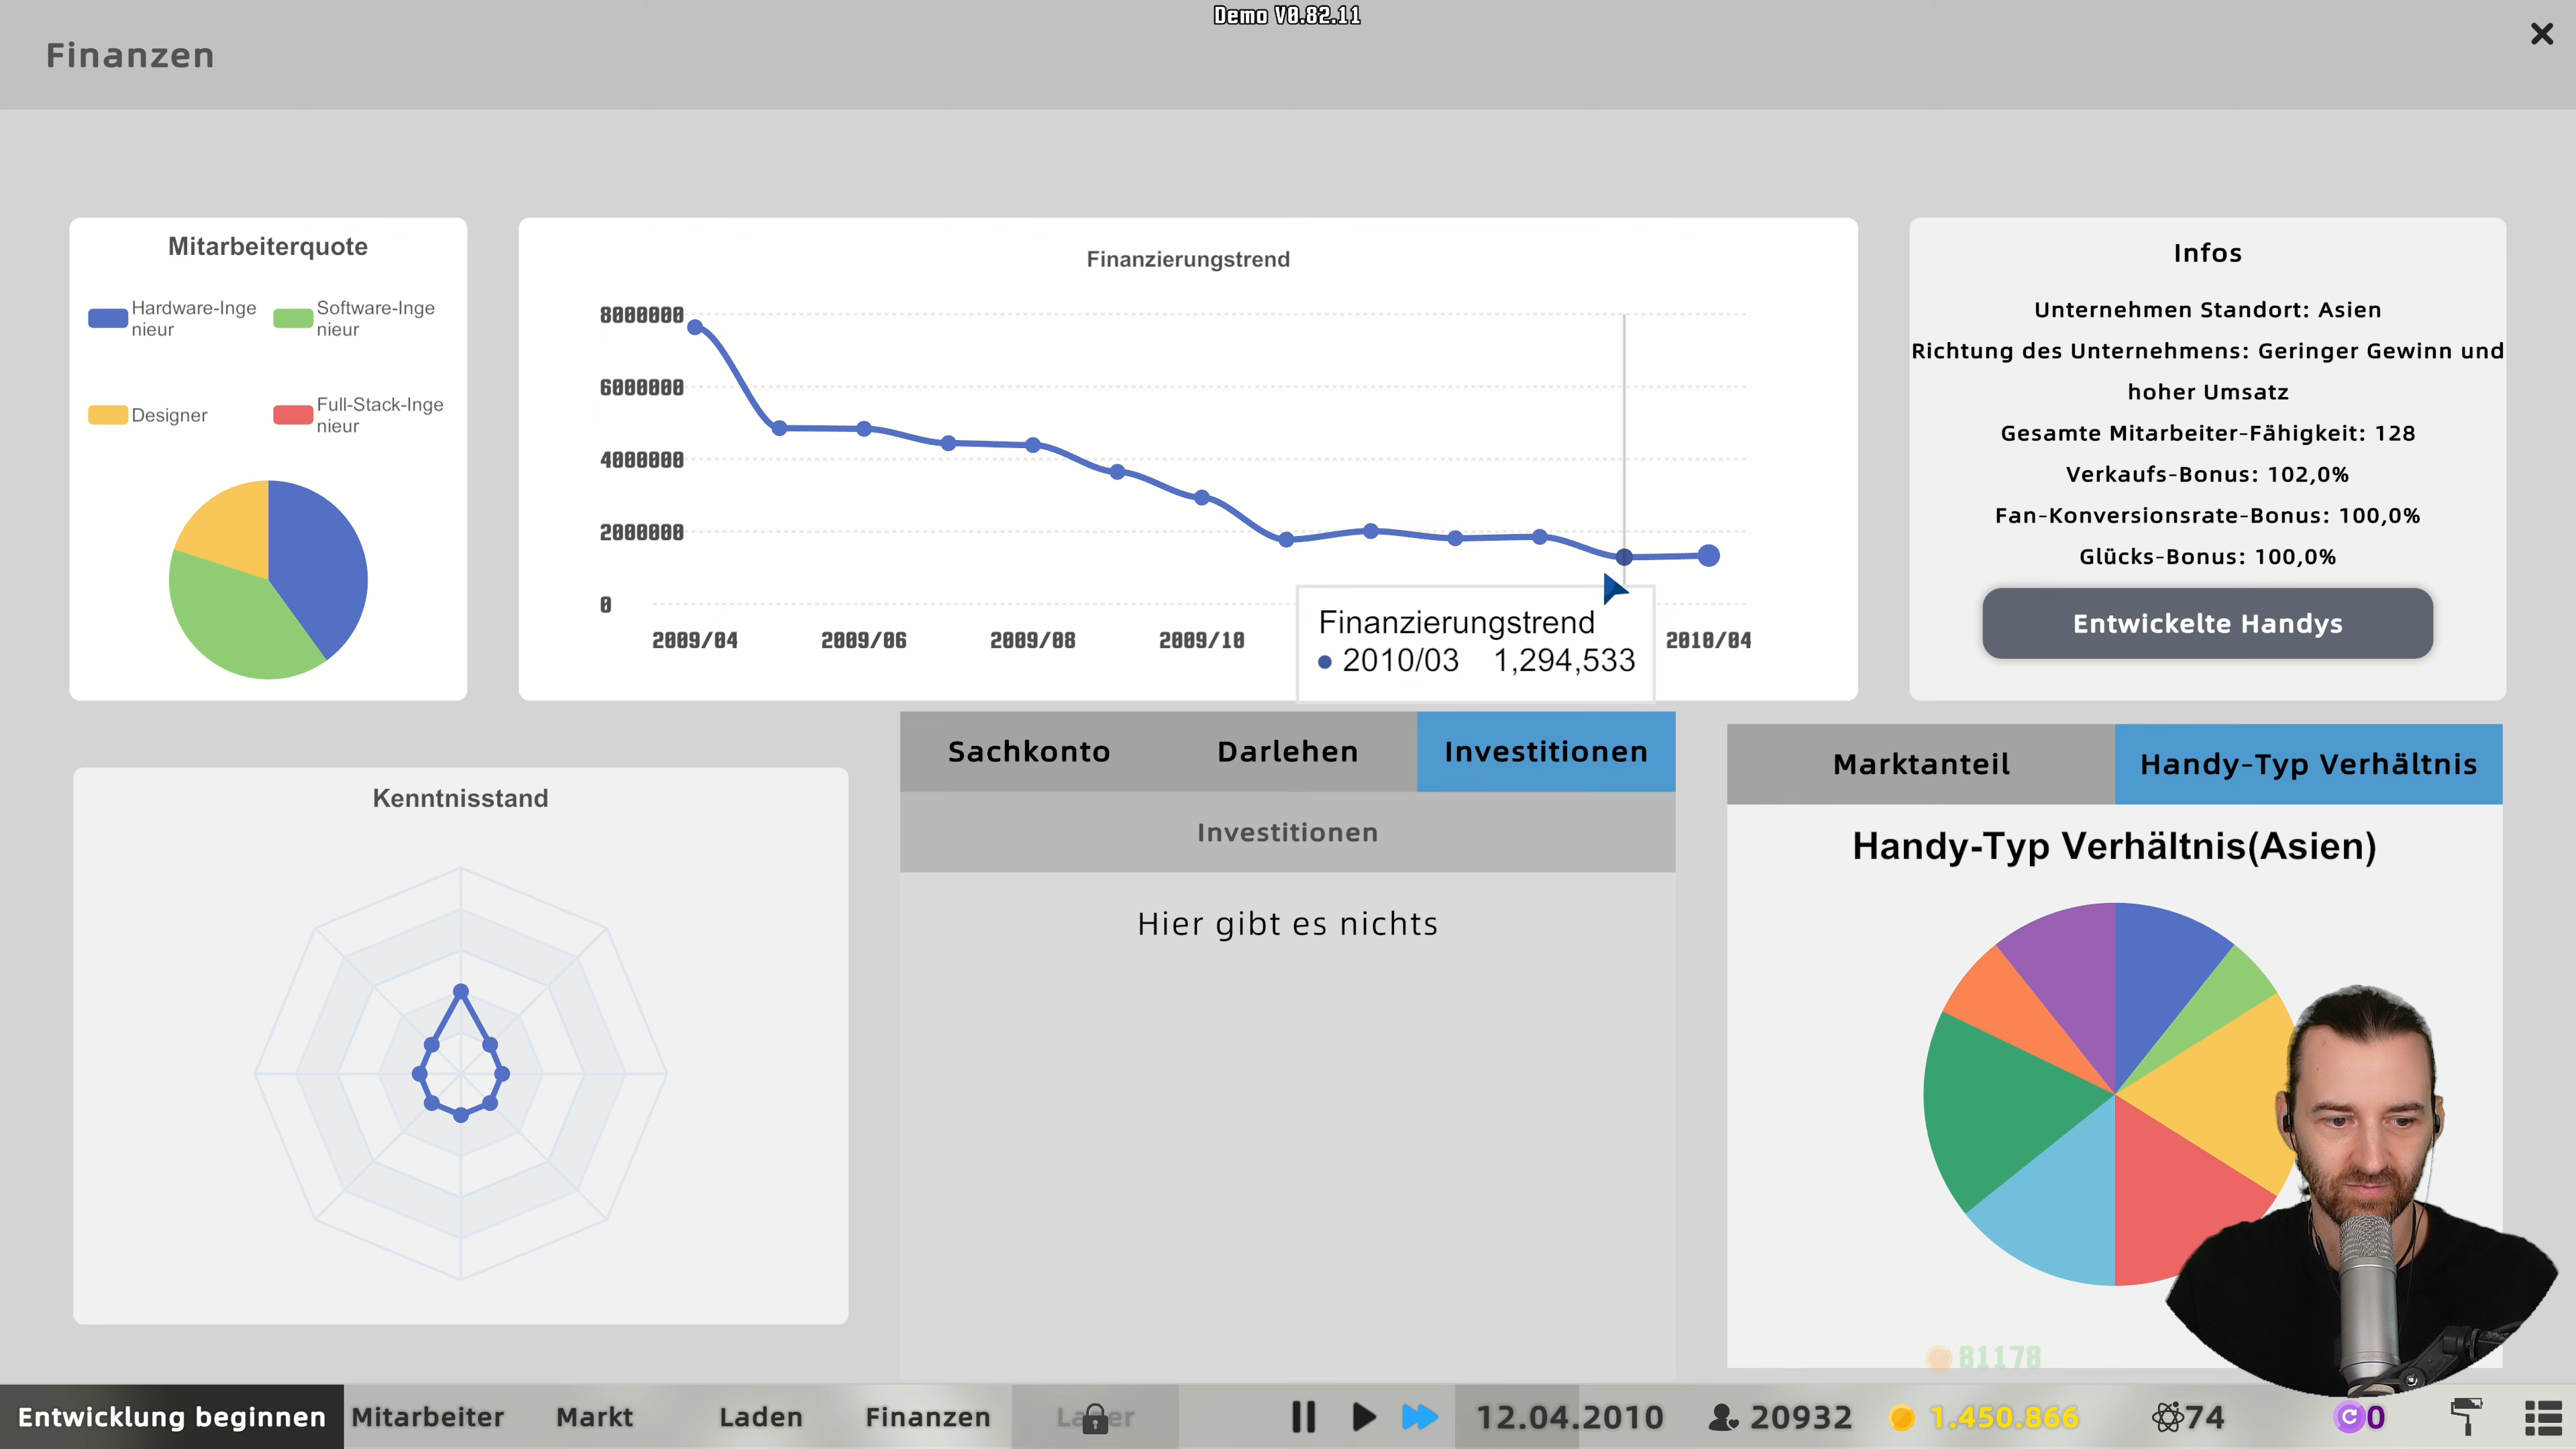 Demo V0.82.11
Finanzen
Mitarbeiterquote
Hardware-Inge
nieur
Software-Inge
nieur
Designer
Full-Stack-Inge
nieur
Finanzierungstrend
8000000
6000000
4000000
2000000
0
2009/04
2009/06
2009/08
2009/10
2010/04
Finanzierungstrend
2010/03 1,294,533
Infos
Unternehmen Standort: Asien
Richtung des Unternehmens: Geringer Gewinn und
hoher Umsatz
Gesamte Mitarbeiter-Fähigkeit: 128
Verkaufs-Bonus: 102,0%
Fan-Konversionsrate-Bonus: 100,0%
Glücks-Bonus: 100,0%
Entwickelte Handys
Kenntnisstand
Sachkonto
Darlehen
Investitionen
Investitionen
Hier gibt es nichts
Marktanteil
Handy-Typ Verhältnis
Handy-Typ Verhältnis(Asien)
81178
Entwicklung beginnen
Mitarbeiter
Markt
Laden
Finanzen
12.04.2010
20932
1.450.866
74
0